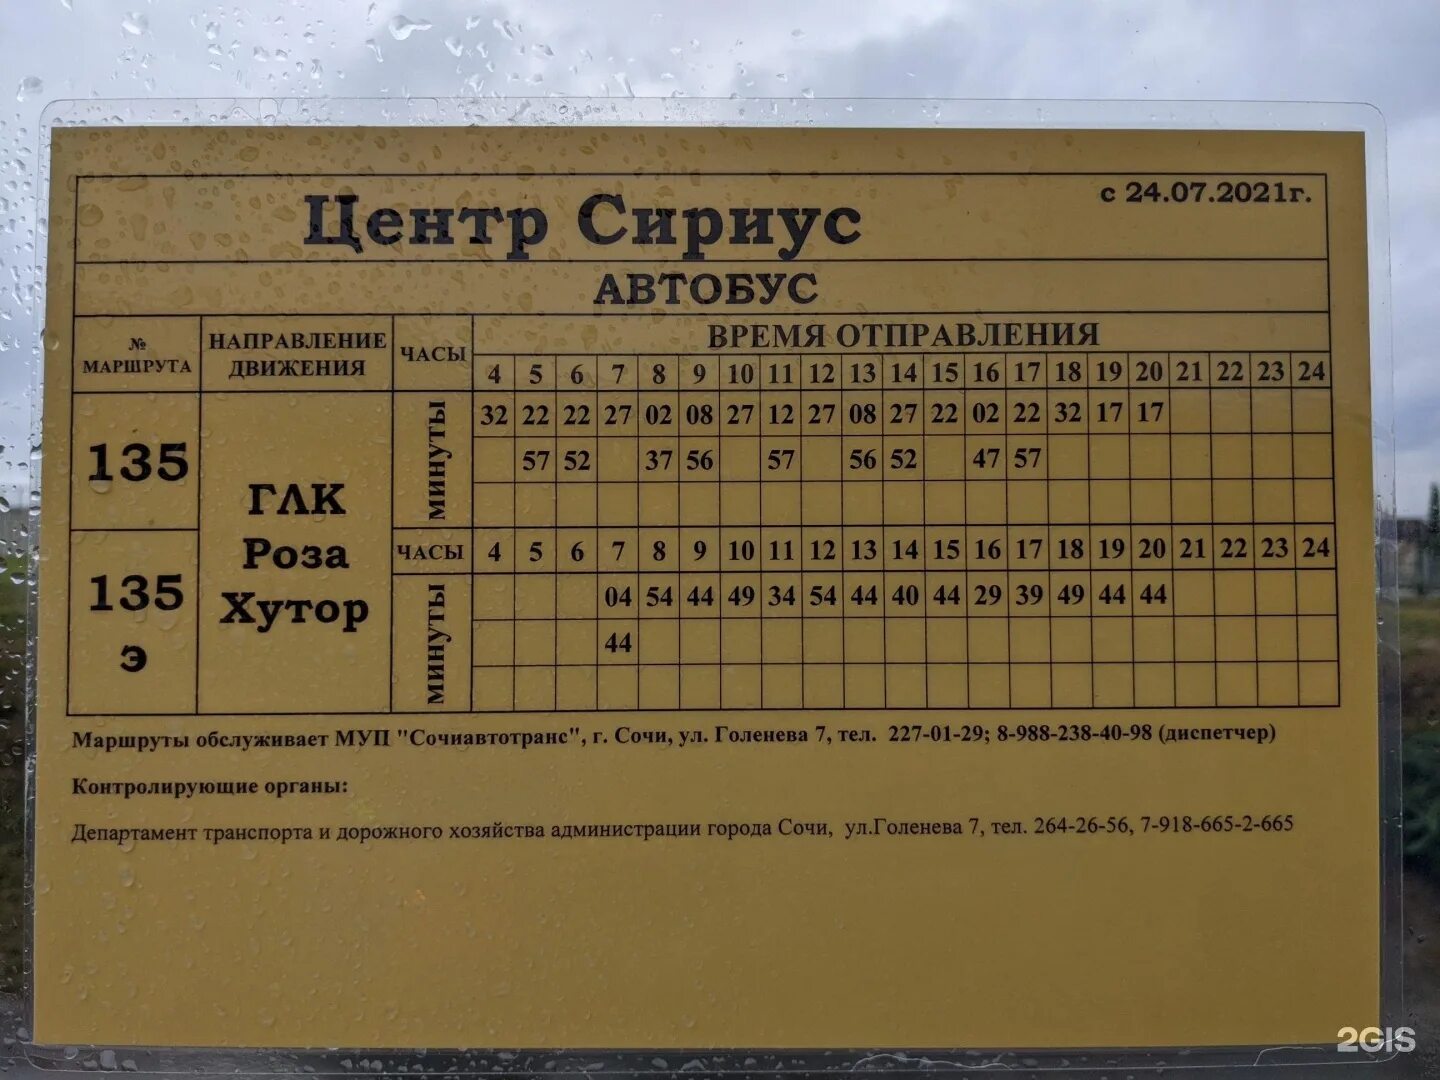 с 24.07.2021г.
Центр Сириус
АВТОБУС
№ МАРШРУТА
НАПРАВЛЕНИЕ ДВИЖЕНИЯ
ЧАСЫ
ВРЕМЯ ОТПРАВЛЕНИЯ
4 5 6 7 8 9 10 11 12 13 14 15 16 17 18 19 20 21 22 23 24
135
ГЛК
Роза
Хутор
МИНУТЫ
32 22 22 27 02 08 27 12 27 08 27 22 02 22 32 17 17
57 52 37 56 57 56 52 47 57
135
э
ЧАСЫ 4 5 6 7 8 9 10 11 12 13 14 15 16 17 18 19 20 21 22 23 24
МИНУТЫ
04 54 44 49 34 54 44 40 44 29 39 49 44 44
44
Маршруты обслуживает МУП "Сочиавтотранс", г. Сочи, ул. Голенева 7, тел. 227-01-29; 8-988-238-40-98 (диспетчер)
Контролирующие органы:
Департамент транспорта и дорожного хозяйства администрации города Сочи, ул.Голенева 7, тел. 264-26-56, 7-918-665-2-665
2GIS